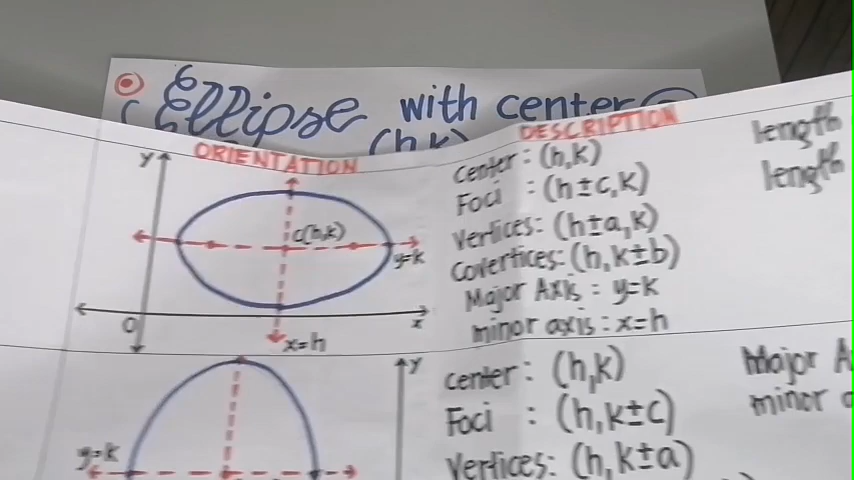 Ellipse with center
(h,k)
ORIENTATION
DESCRIPTION
y
c(h,k)
y=k
O
x
x=h
center: (h,k)
Foci : (h±c,k)
Vertices: (h±a,k)
Covertices: (h,k±b)
Major Axis: y=k
minor axis: x=h
length
length
y
y=k
center: (h,k)
Foci : (h,k±c)
Vertices: (h,k±a)
Major A
minor a